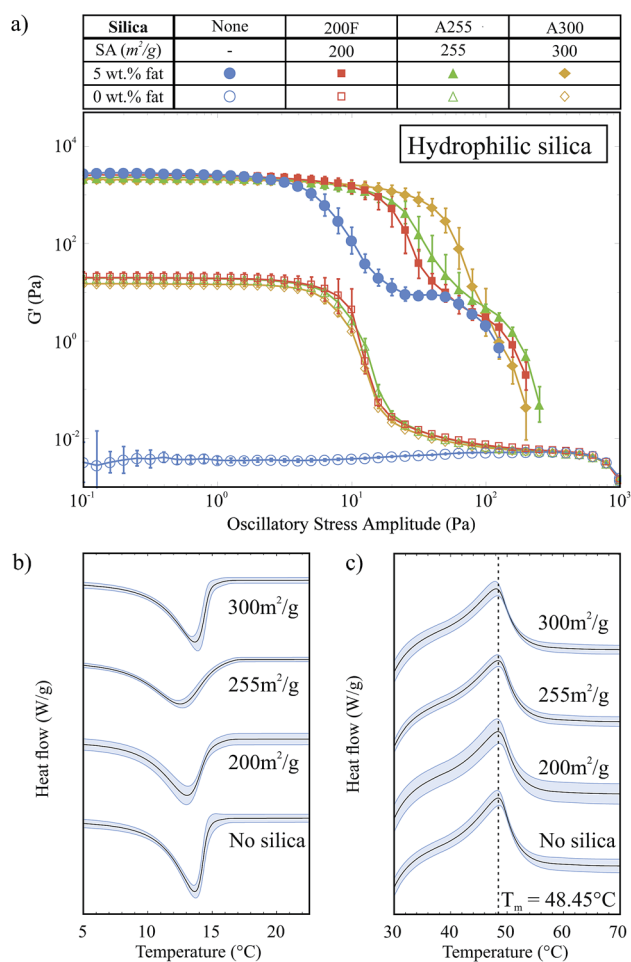 a)
Silica None 200F A255 A300
SA (m²/g) - 200 255 300
5 wt.% fat
0 wt.% fat
Hydrophilic silica
10⁴
10²
10⁰
10⁻²
G' (Pa)
10⁻¹ 10⁰ 10¹ 10² 10³
Oscillatory Stress Amplitude (Pa)
b)
300m²/g
255m²/g
200m²/g
No silica
Heat flow (W/g)
5 10 15 20
Temperature (°C)
c)
300m²/g
255m²/g
200m²/g
No silica
Tₘ = 48.45°C
Heat flow (W/g)
30 40 50 60 70
Temperature (°C)